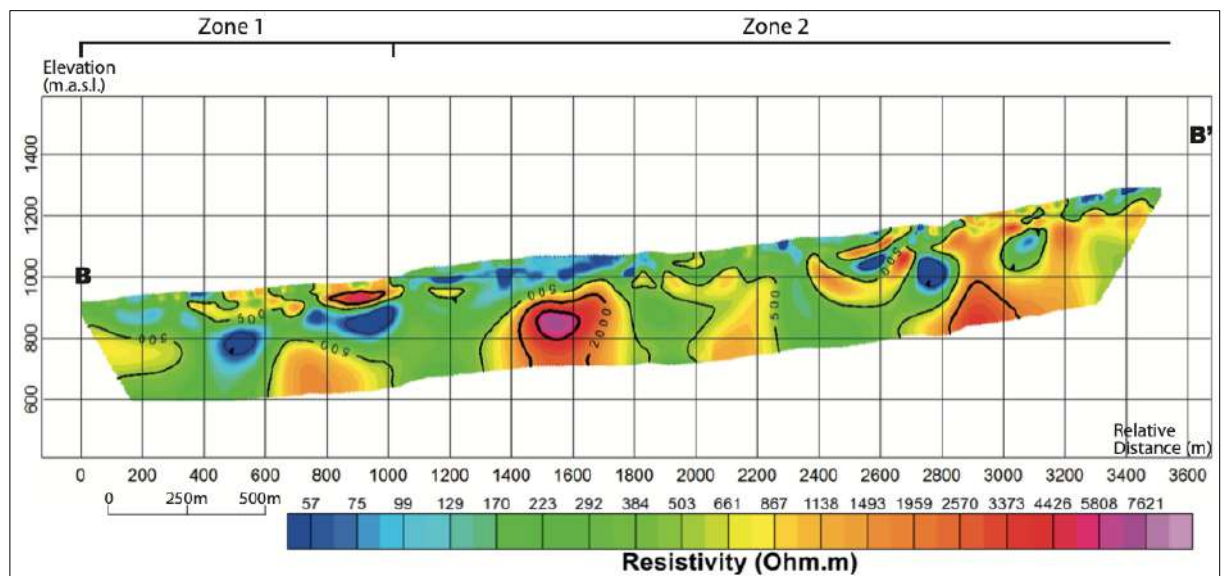 Zone 1 Zone 2
Elevation
(m.a.s.l.)
B'
1400
1200
B
1000
800
600
500 500 500 500 2000 500 500
Relative
Distance (m)
0 200 400 600 800 1000 1200 1400 1600 1800 2000 2200 2400 2600 2800 3000 3200 3400 3600
0 250m 500m
57 75 99 129 170 223 292 384 503 661 867 1138 1493 1959 2570 3373 4426 5808 7621
Resistivity (Ohm.m)